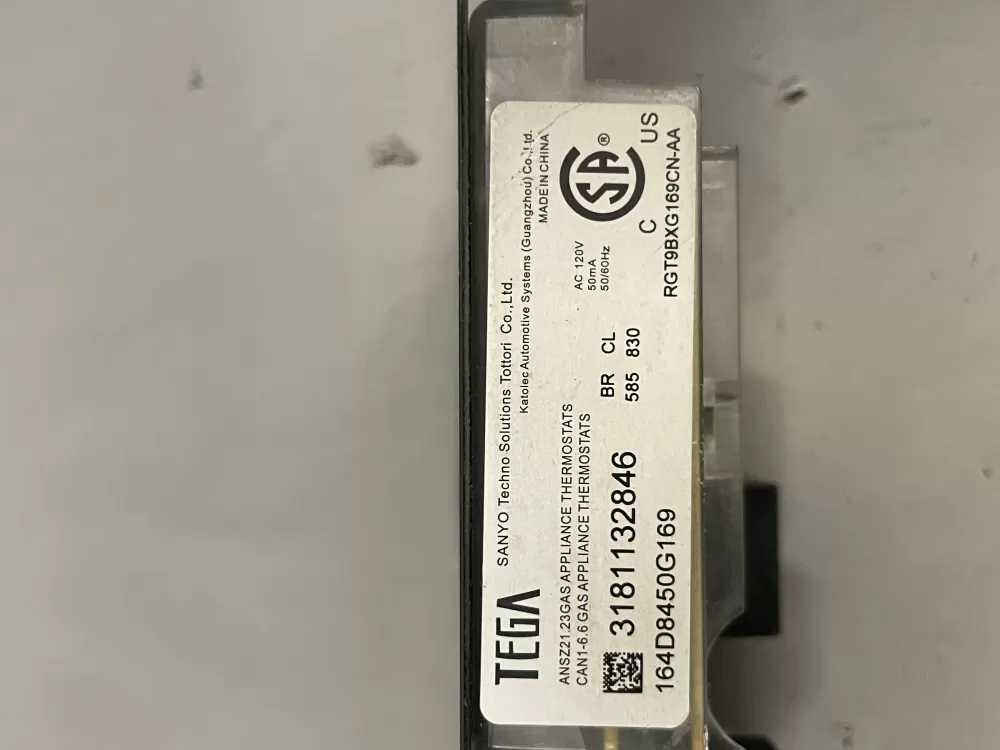 TEGA SANYO Techno Solutions Tottori Co.,Ltd.
Katolec Automotive Systems (Guangzhou) Co.,Ltd.
MADE IN CHINA
ANSZ21.23GAS APPLIANCE THERMOSTATS
CAN1-6.6 GAS APPLIANCE THERMOSTATS
AC 120V
50mA
50/60Hz
SA®
C US
3181132846
BR CL
585 830
164D8450G169
RGT9BXG169CN-AA